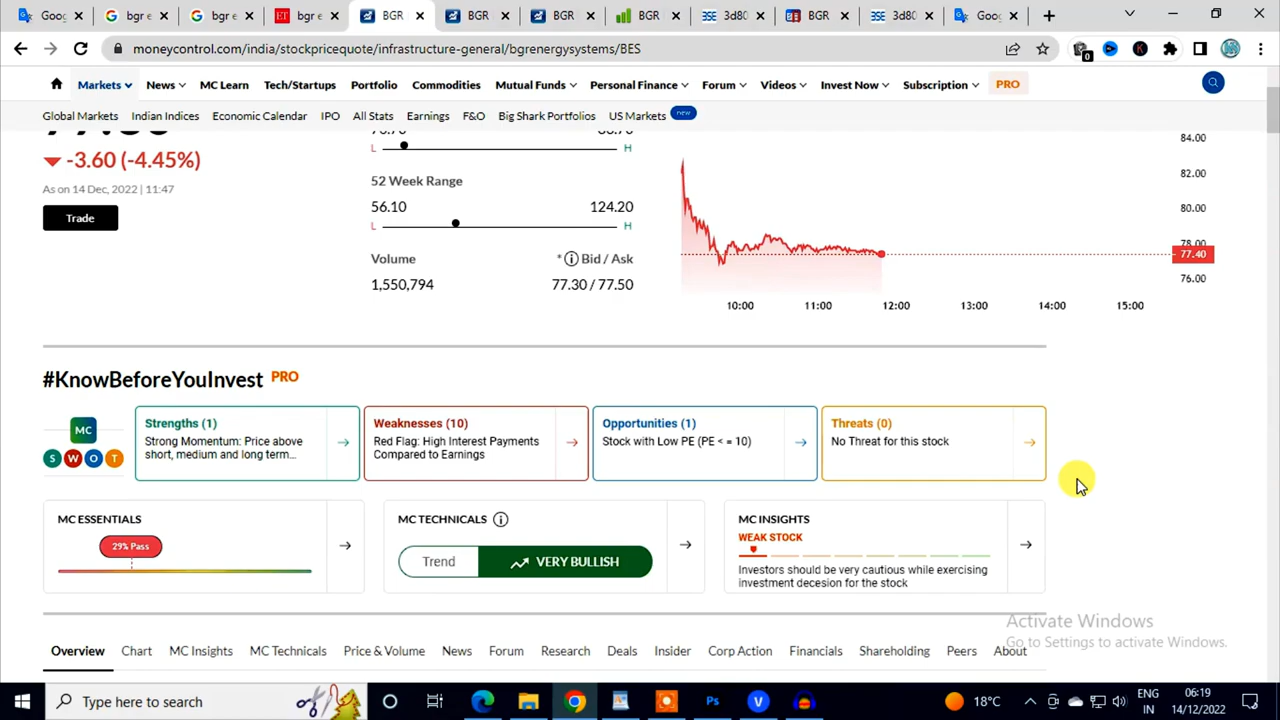 Goo
bgr e
bgr e
ET
bgr e
BGR
BGR
BGR
BGR
3d80
BGR
3d80
Goo
moneycontrol.com/india/stockpricequote/infrastructure-general/bgrenergysystems/BES
0
K
Markets
News
MC Learn
Tech/Startups
Portfolio
Commodities
Mutual Funds
Personal Finance
Forum
Videos
Invest Now
Subscription
PRO
Global Markets
Indian Indices
Economic Calendar
IPO
All Stats
Earnings
F&O
Big Shark Portfolios
US Markets
new
-3.60 (-4.45%)
As on 14 Dec, 2022 | 11:47
Trade
L
H
52 Week Range
56.10
124.20
L
H
Volume
* Bid / Ask
1,550,794
77.30 / 77.50
84.00
82.00
80.00
78.00
77.40
76.00
10:00
11:00
12:00
13:00
14:00
15:00
#KnowBeforeYouInvest PRO
MC
S W O T
Strengths (1)
Strong Momentum: Price above
short, medium and long term...
Weaknesses (10)
Red Flag: High Interest Payments
Compared to Earnings
Opportunities (1)
Stock with Low PE (PE < = 10)
Threats (0)
No Threat for this stock
MC ESSENTIALS
29% Pass
MC TECHNICALS
Trend
VERY BULLISH
MC INSIGHTS
WEAK STOCK
Investors should be very cautious while exercising
investment decesion for the stock
Activate Windows
Go to Settings to activate Windows.
Overview
Chart
MC Insights
MC Technicals
Price & Volume
News
Forum
Research
Deals
Insider
Corp Action
Financials
Shareholding
Peers
About
Type here to search
Ps
V
18°C
ENG
IN
06:19
14/12/2022